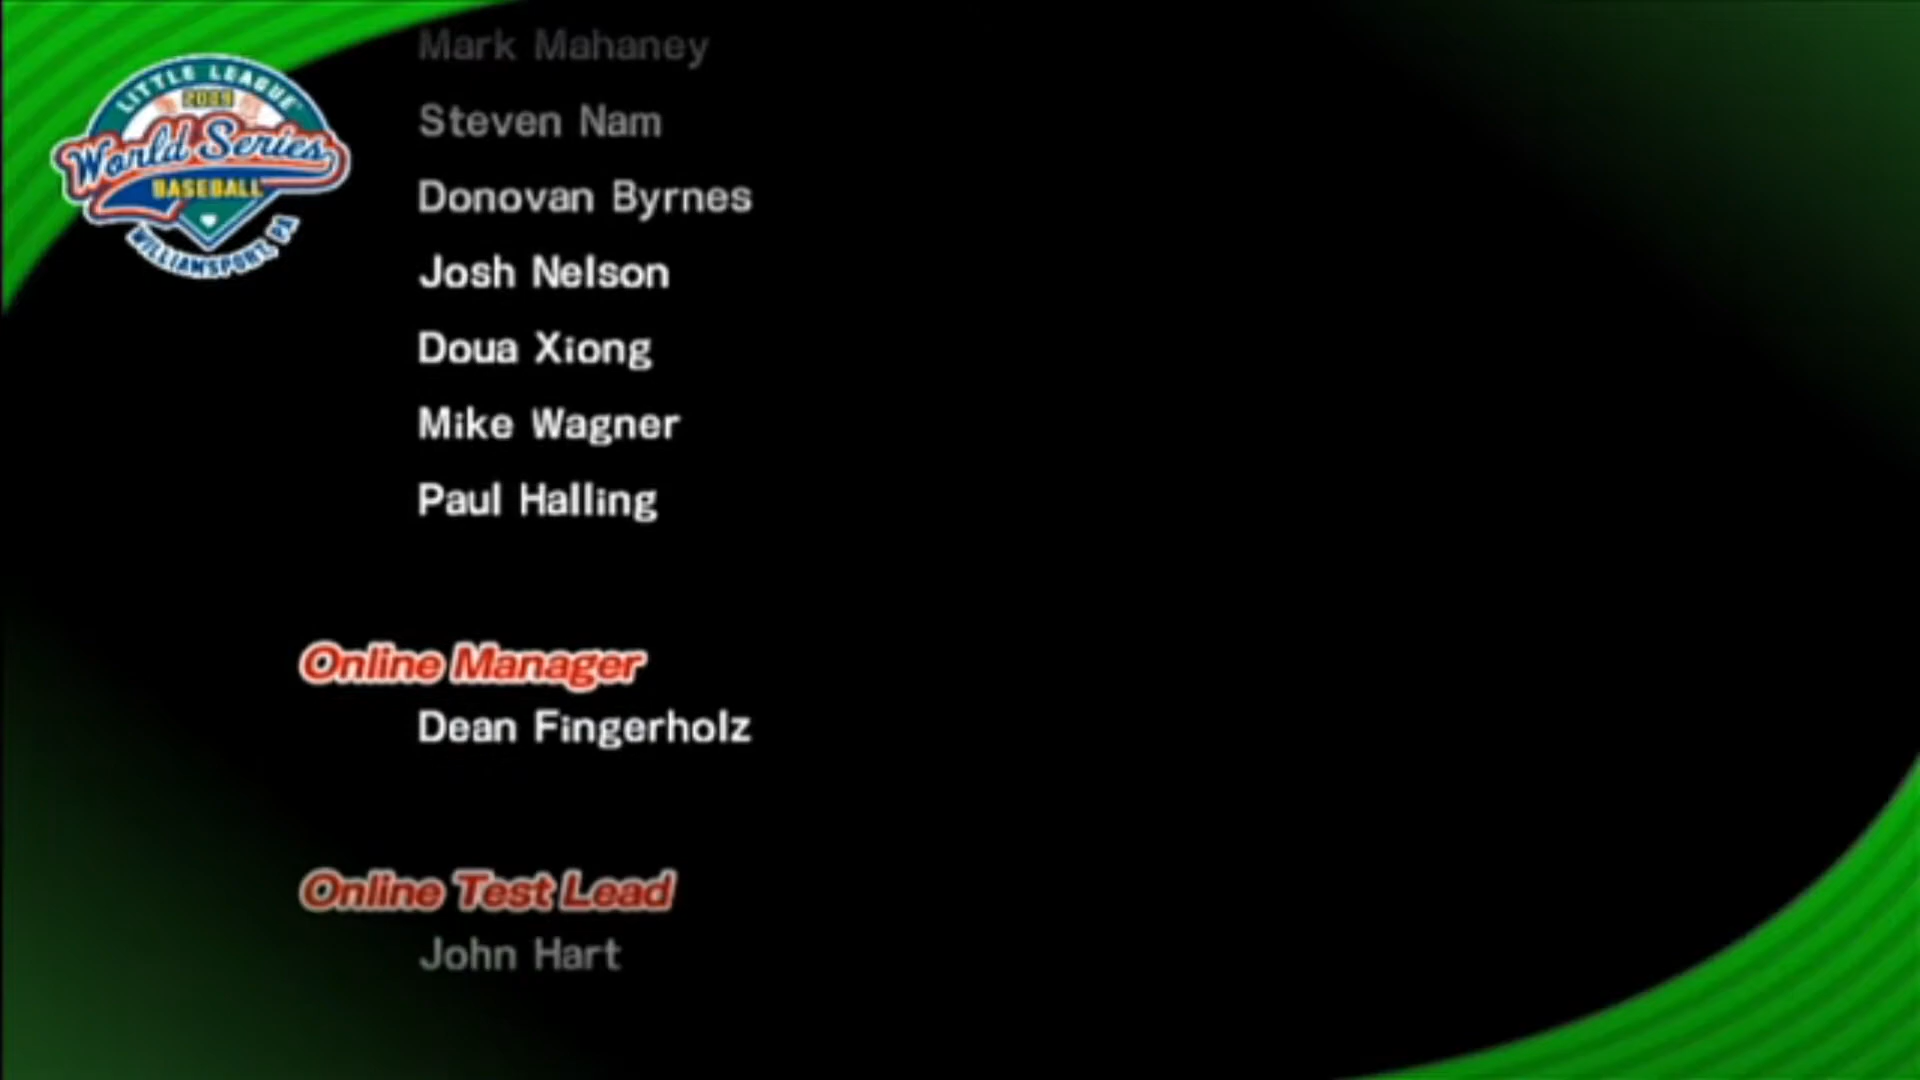 LITTLE LEAGUE
2009
World Series
BASEBALL
WILLIAMSPORT, PA
Mark Mahaney
Steven Nam
Donovan Byrnes
Josh Nelson
Doua Xiong
Mike Wagner
Paul Halling
Online Manager
Dean Fingerholz
Online Test Lead
John Hart